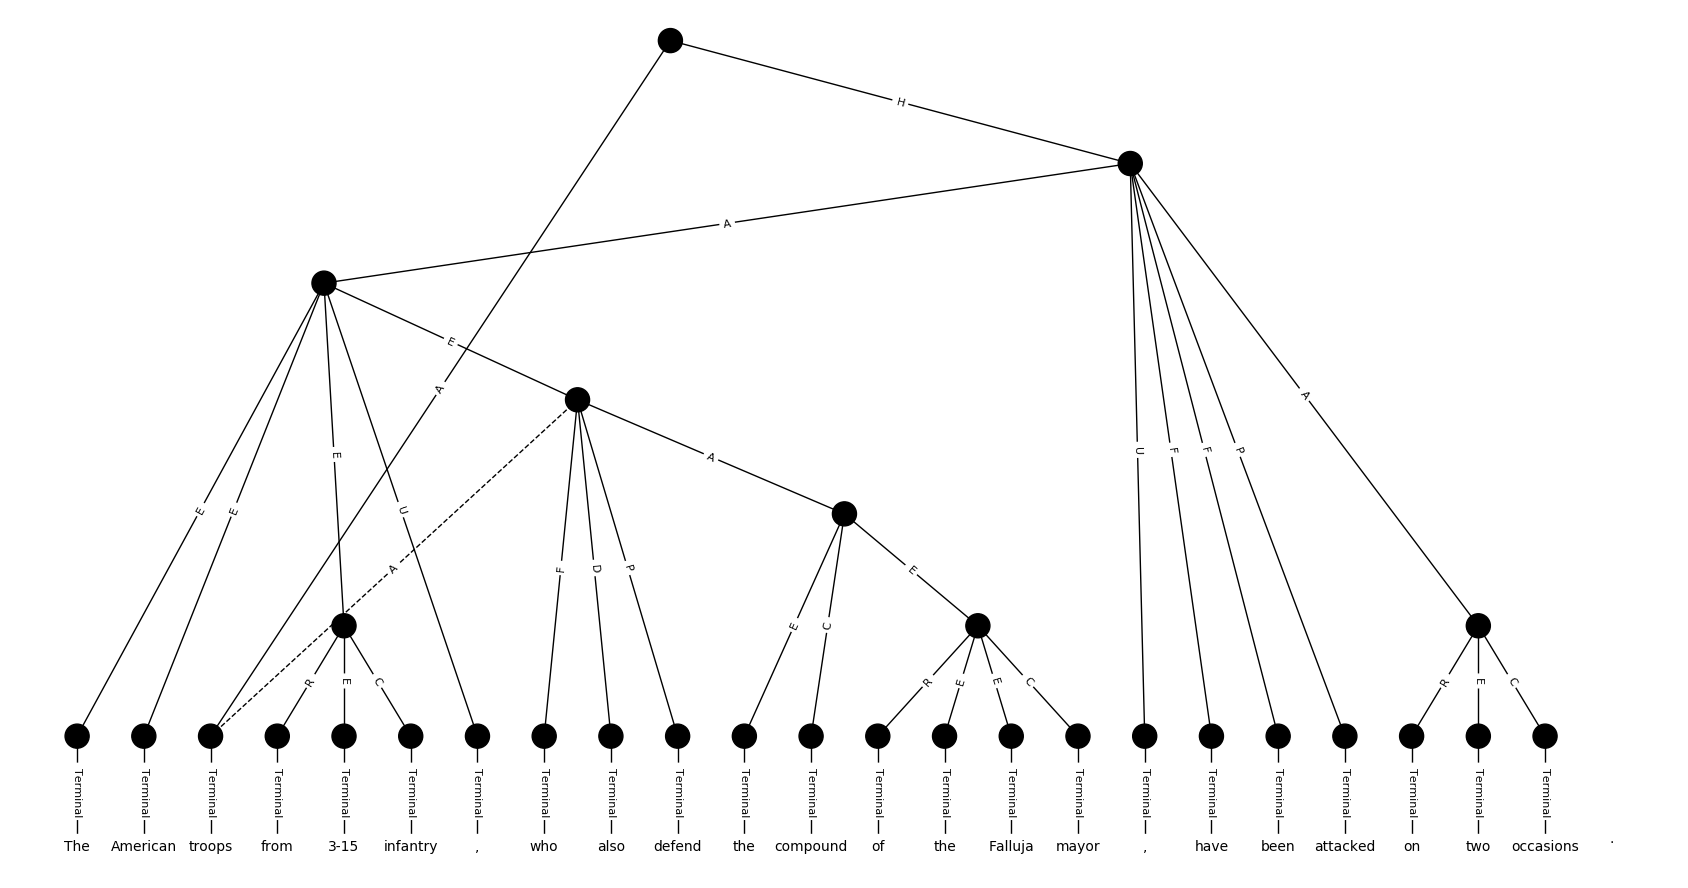 H
A
E
A
A
E
E
E
U
A
A
F
D
P
E
C
E
U
F
F
P
R
E
C
R
E
E
C
R
E
C
Terminal Terminal Terminal Terminal Terminal Terminal Terminal Terminal Terminal Terminal Terminal Terminal Terminal Terminal Terminal Terminal Terminal Terminal Terminal Terminal Terminal Terminal Terminal
The American troops from 3-15 infantry , who also defend the compound of the Falluja mayor , have been attacked on two occasions .